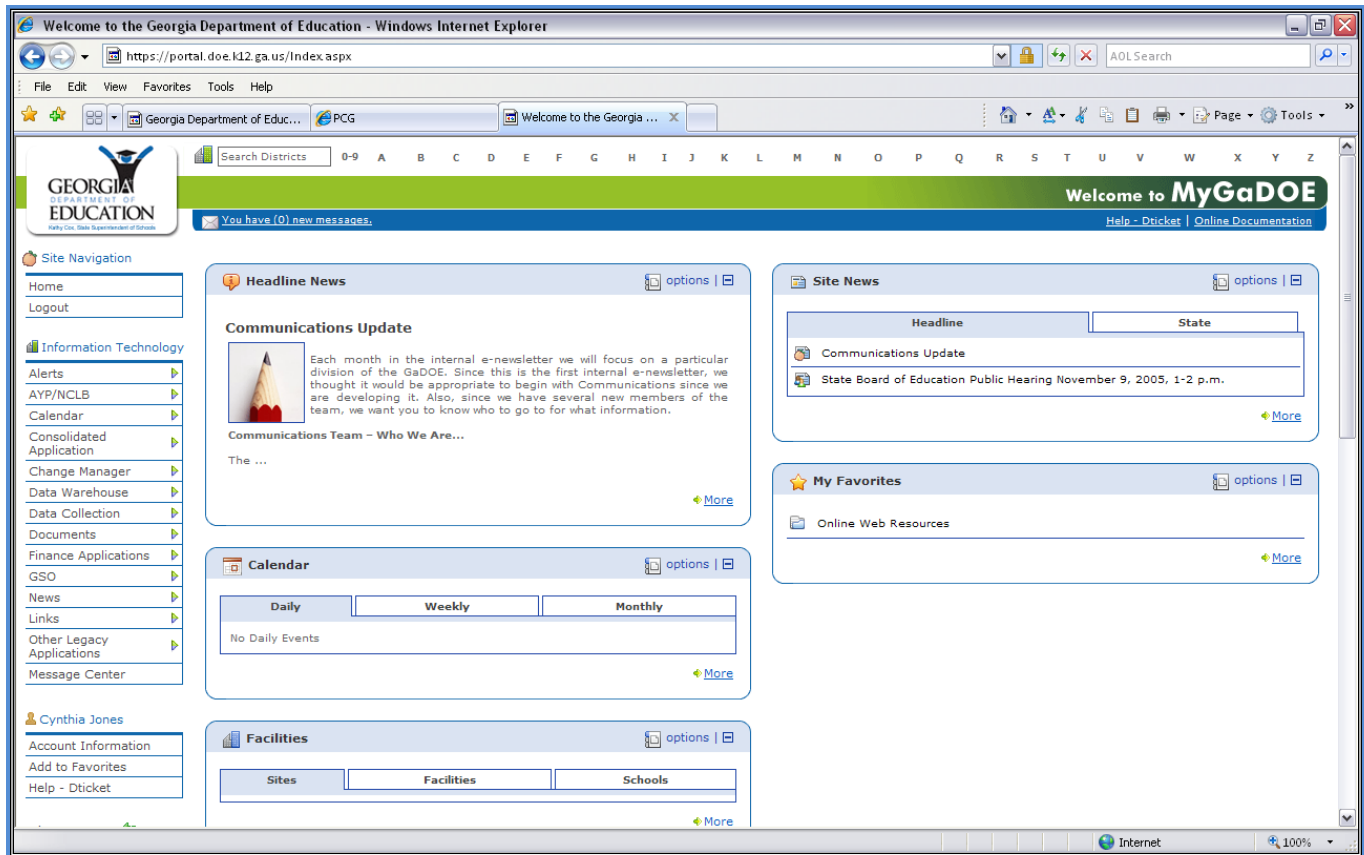 Welcome to the Georgia Department of Education - Windows Internet Explorer
https://portal.doe.k12.ga.us/Index.aspx
AOL Search
File Edit View Favorites Tools Help
Georgia Department of Educ... PCG Welcome to the Georgia ... X Page Tools »
Search Districts 0-9 A B C D E F G H I J K L M N O P Q R S T U V W X Y Z
GEORGIA
DEPARTMENT OF
EDUCATION
Kathy Cox, State Superintendent of Schools
Welcome to MyGaDOE
You have (0) new messages.
Help - Dticket | Online Documentation
Site Navigation
Home
Logout
Information Technology
Alerts
AYP/NCLB
Calendar
Consolidated
Application
Change Manager
Data Warehouse
Data Collection
Documents
Finance Applications
GSO
News
Links
Other Legacy
Applications
Message Center
Cynthia Jones
Account Information
Add to Favorites
Help - Dticket
Headline News options |
Communications Update
Each month in the internal e-newsletter we will focus on a particular
division of the GaDOE. Since this is the first internal e-newsletter, we
thought it would be appropriate to begin with Communications since we
are developing it. Also, since we have several new members of the
team, we want you to know who to go to for what information.
Communications Team – Who We Are...
The ...
More
Calendar options |
Daily Weekly Monthly
No Daily Events
More
Facilities options |
Sites Facilities Schools
More
Site News options |
Headline State
Communications Update
State Board of Education Public Hearing November 9, 2005, 1-2 p.m.
More
My Favorites options |
Online Web Resources
More
Internet 100%